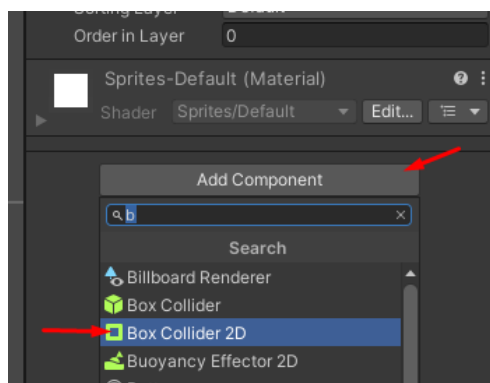 Order in Layer 0
Sprites-Default (Material)
Shader Sprites/Default Edit...
Add Component
b
Search
Billboard Renderer
Box Collider
Box Collider 2D
Buoyancy Effector 2D